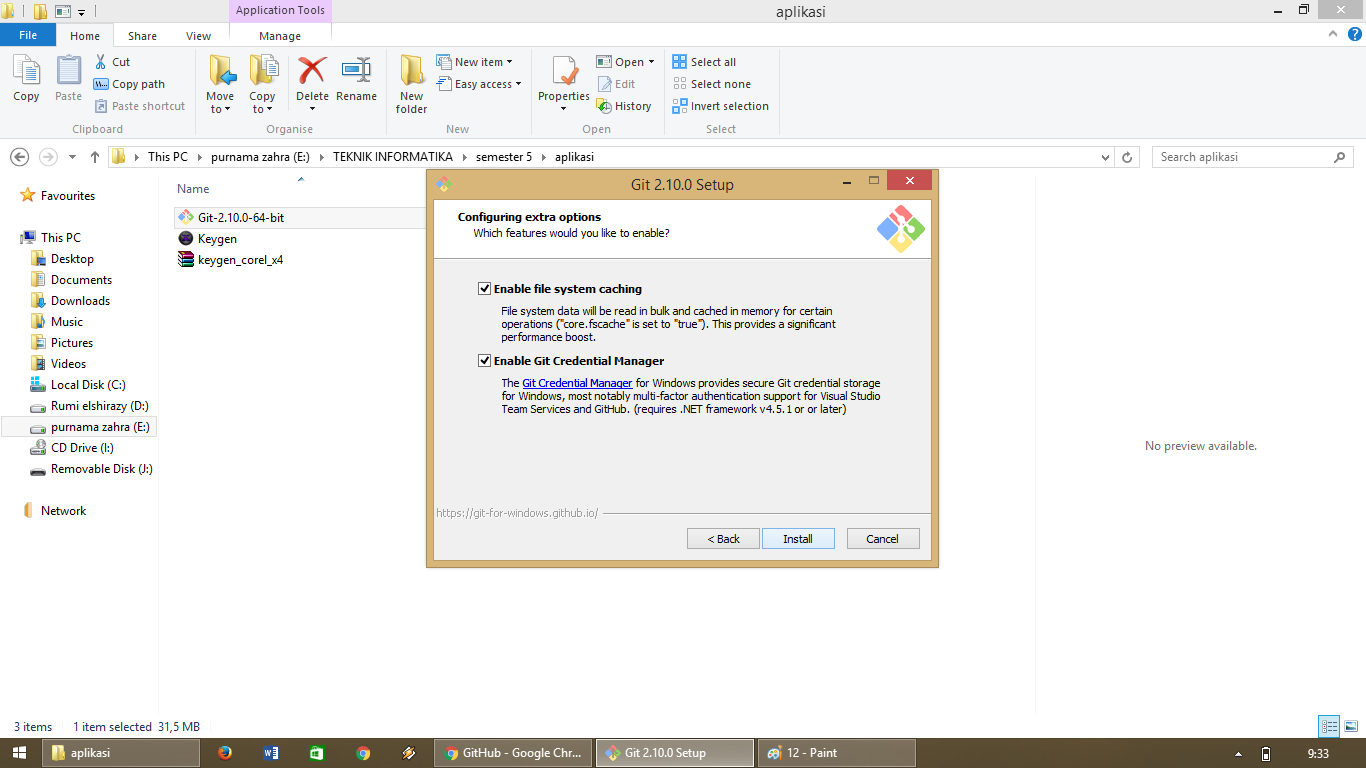 Application Tools
aplikasi
File
Home
Share
View
Manage
Copy
Paste
Cut
Copy path
Paste shortcut
Clipboard
Move to
Copy to
Delete
Rename
Organise
New folder
New item
Easy access
New
Properties
Open
Edit
History
Open
Select all
Select none
Invert selection
Select
This PC
purnama zahra (E:)
TEKNIK INFORMATIKA
semester 5
aplikasi
Search aplikasi
Favourites
This PC
Desktop
Documents
Downloads
Music
Pictures
Videos
Local Disk (C:)
Rumi elshirazy (D:)
purnama zahra (E:)
CD Drive (I:)
Removable Disk (J:)
Network
Name
Git-2.10.0-64-bit
Keygen
keygen_corel_x4
Git 2.10.0 Setup
Configuring extra options
Which features would you like to enable?
Enable file system caching
File system data will be read in bulk and cached in memory for certain
operations ("core.fscache" is set to "true"). This provides a significant
performance boost.
Enable Git Credential Manager
The Git Credential Manager for Windows provides secure Git credential storage
for Windows, most notably multi-factor authentication support for Visual Studio
Team Services and GitHub. (requires .NET framework v4.5.1 or or later)
https://git-for-windows.github.io/
< Back
Install
Cancel
No preview available.
3 items
1 item selected 31,5 MB
aplikasi
GitHub - Google Chr...
Git 2.10.0 Setup
12 - Paint
9:33